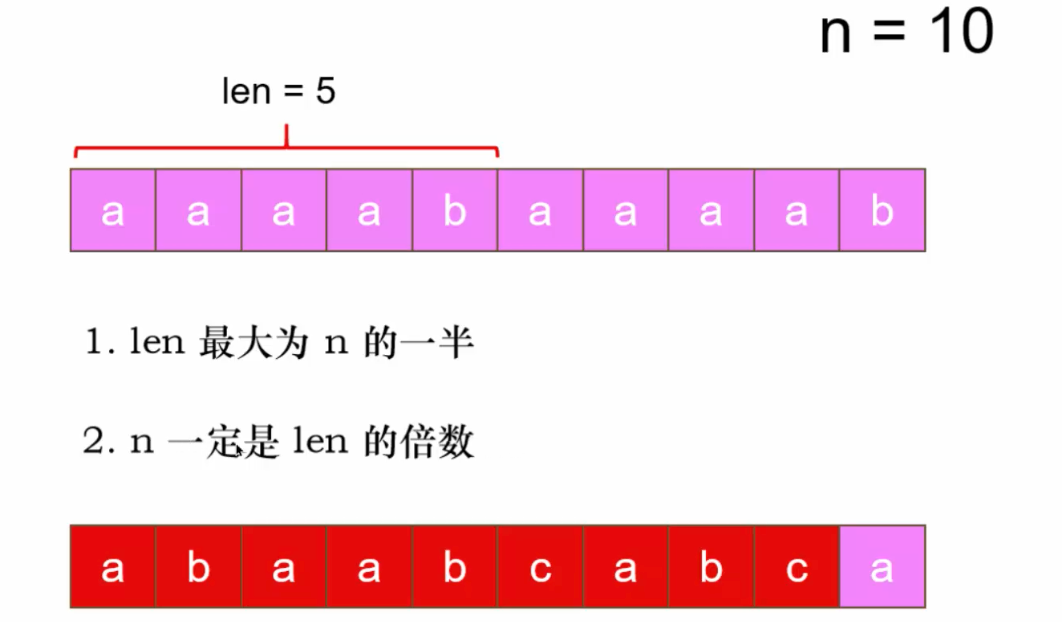 n = 10
len = 5
a a a a b a a a a b
1. len 最大为 n 的一半
2. n 一定是 len 的倍数
a b a a b c a b c a